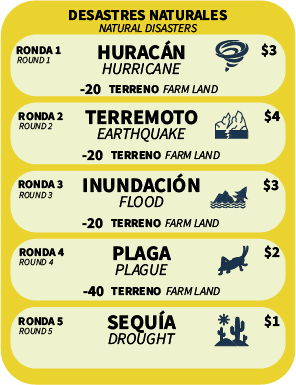 DESASTRES NATURALES
NATURAL DISASTERS
RONDA 1
ROUND 1
HURACÁN
HURRICANE
$3
-20 TERRENO FARM LAND
RONDA 2
ROUND 2
TERREMOTO
EARTHQUAKE
$4
-20 TERRENO FARM LAND
RONDA 3
ROUND 3
INUNDACIÓN
FLOOD
$3
-20 TERRENO FARM LAND
RONDA 4
ROUND 4
PLAGA
PLAGUE
$2
-40 TERRENO FARM LAND
RONDA 5
ROUND 5
SEQUÍA
DROUGHT
$1